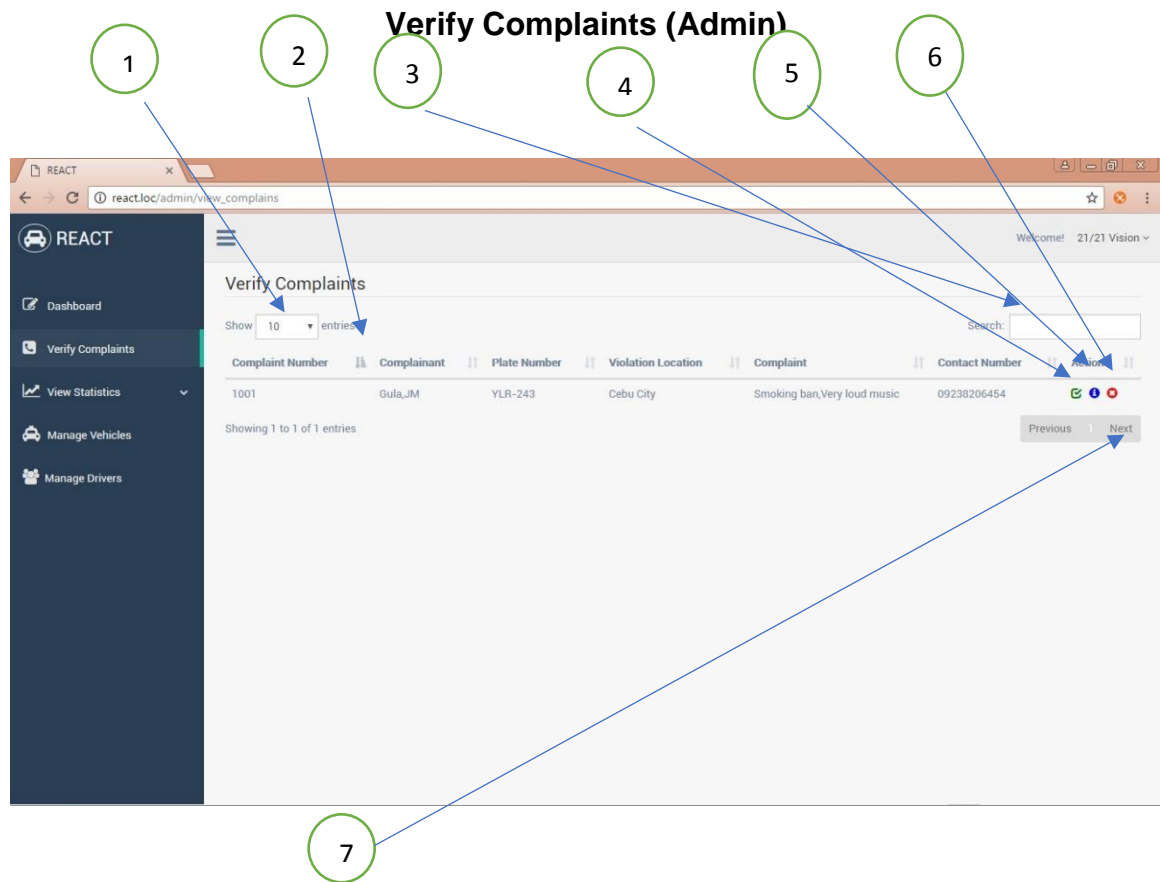 Verify Complaints (Admin)
1
2
3
4
5
6
REACT
react.loc/admin/view_complains
REACT
Welcome! 21/21 Vision
Verify Complaints
Dashboard
Show 10 entries
Search:
Verify Complaints
Complaint Number Complainant Plate Number Violation Location Complaint Contact Number Action
View Statistics
1001 Gula,JM YLR-243 Cebu City Smoking ban,Very loud music 09238206454
Manage Vehicles
Showing 1 to 1 of 1 entries
Previous 1 Next
Manage Drivers
7